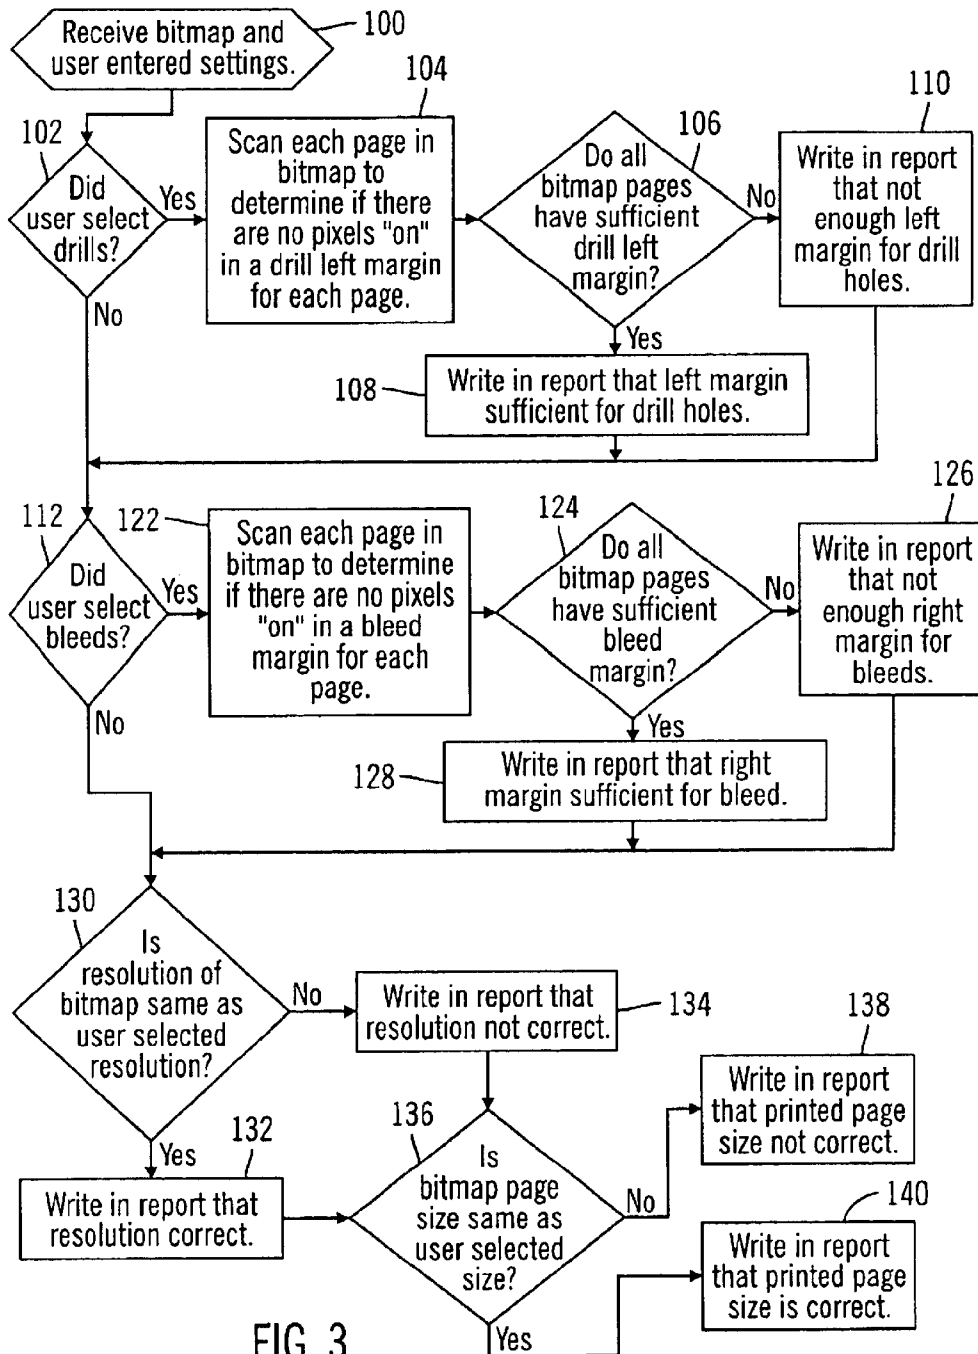 Receive bitmap and
user entered settings.
100
102
Did
user select
drills?
Yes
No
104
Scan each page in
bitmap to
determine if there
are no pixels "on"
in a drill left margin
for each page.
106
Do all
bitmap pages
have sufficient
drill left
margin?
No
Yes
110
Write in report
that not
enough left
margin for drill
holes.
108
Write in report that left margin
sufficient for drill holes.
112
Did
user select
bleeds?
Yes
No
122
Scan each page in
bitmap to determine
if there are no pixels
"on" in a bleed
margin for each
page.
124
Do all
bitmap pages
have sufficient
bleed
margin?
No
Yes
126
Write in report
that not
enough right
margin for
bleeds.
128
Write in report that right
margin sufficient for bleed.
130
Is
resolution of
bitmap same as
user selected
resolution?
No
Yes
Write in report that
resolution not correct.
134
132
Write in report that
resolution correct.
136
Is
bitmap page
size same as
user selected
size?
No
Yes
138
Write in report
that printed page
size not correct.
140
Write in report
that printed page
size is correct.
FIG. 3